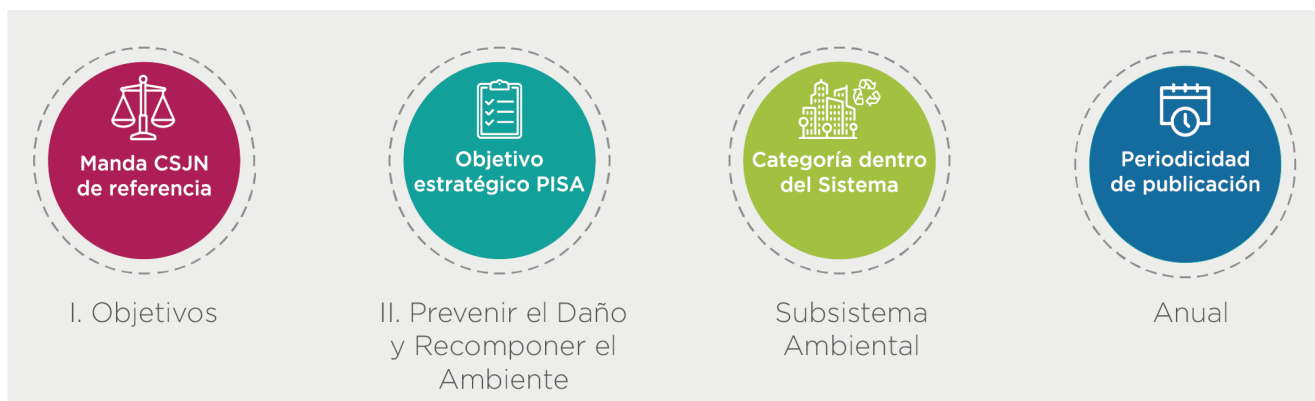 Manda CSJN
de referencia
I. Objetivos
Objetivo
estratégico PISA
II. Prevenir el Daño
y Recomponer el
Ambiente
Categoría dentro
del Sistema
Subsistema
Ambiental
Periodicidad
de publicación
Anual